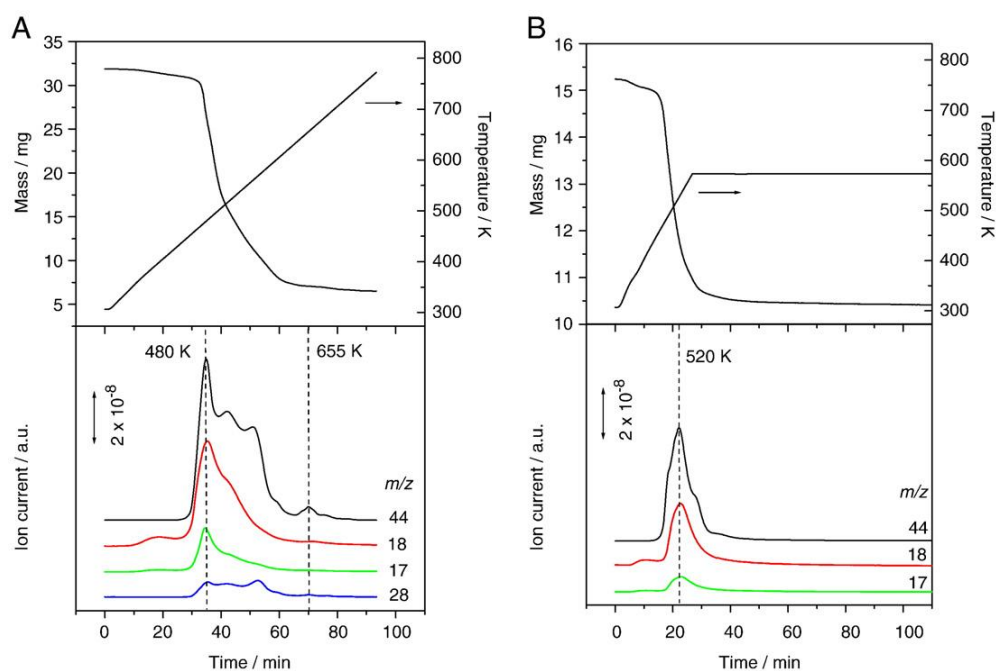 A
B
35
30
25
20
15
10
5
Mass / mg
800
700
600
500
400
300
Temperature / K
16
15
14
13
12
11
10
Mass / mg
800
700
600
500
400
300
Temperature / K
480 K
655 K
2 x 10⁻⁸
Ion current / a.u.
m/z
44
18
17
28
0 20 40 60 80 100
Time / min
520 K
2 x 10⁻⁸
Ion current / a.u.
m/z
44
18
17
0 20 40 60 80 100
Time / min